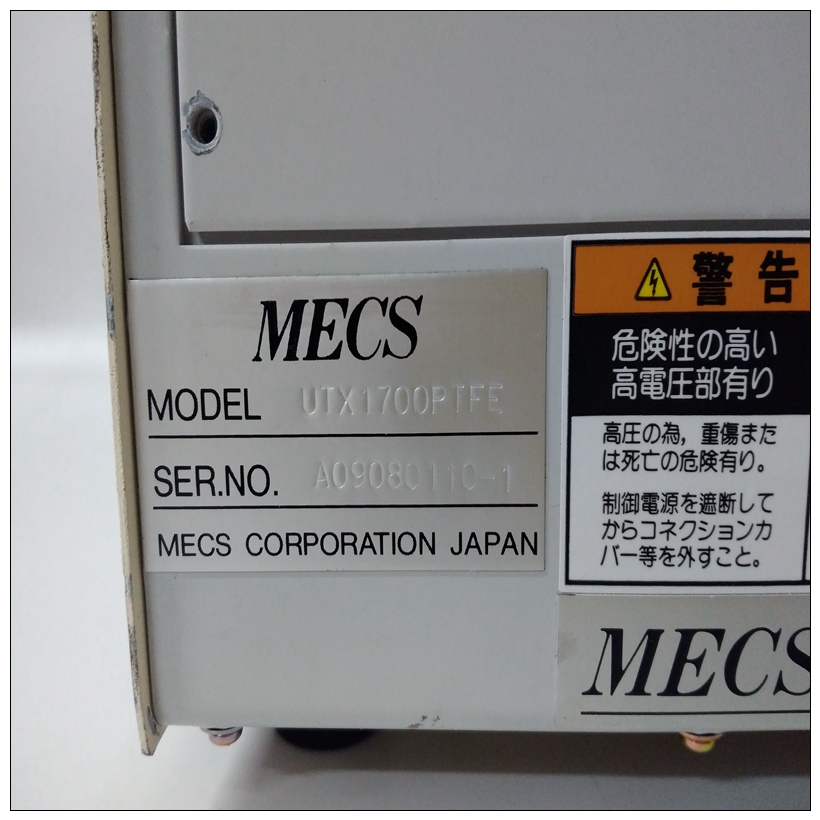 MECS
MODEL UTX1700PTFE
SER.NO. A09080110-1
MECS CORPORATION JAPAN
警告
危険性の高い
高電圧部有り
高圧の為，重傷また
は死亡の危険有り。
制御電源を遮断して
からコネクションカ
バー等を外すこと。
MECS